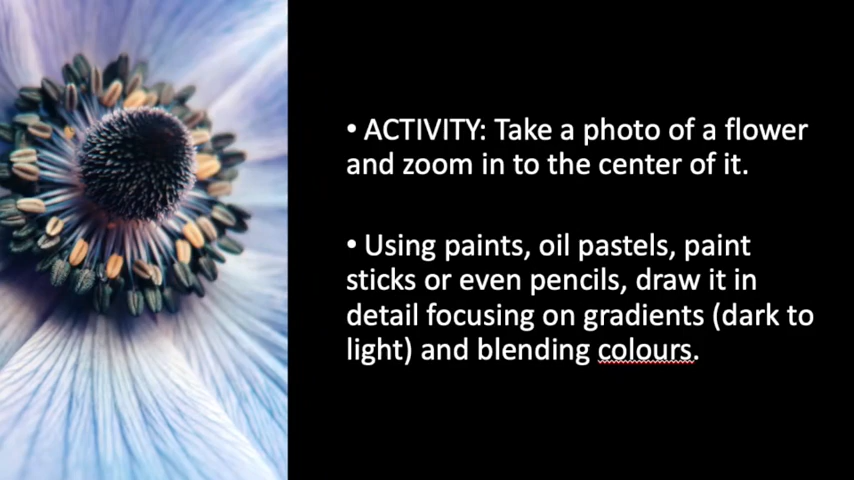 • ACTIVITY: Take a photo of a flower
and zoom in to the center of it.
• Using paints, oil pastels, paint
sticks or even pencils, draw it in
detail focusing on gradients (dark to
light) and blending colours.